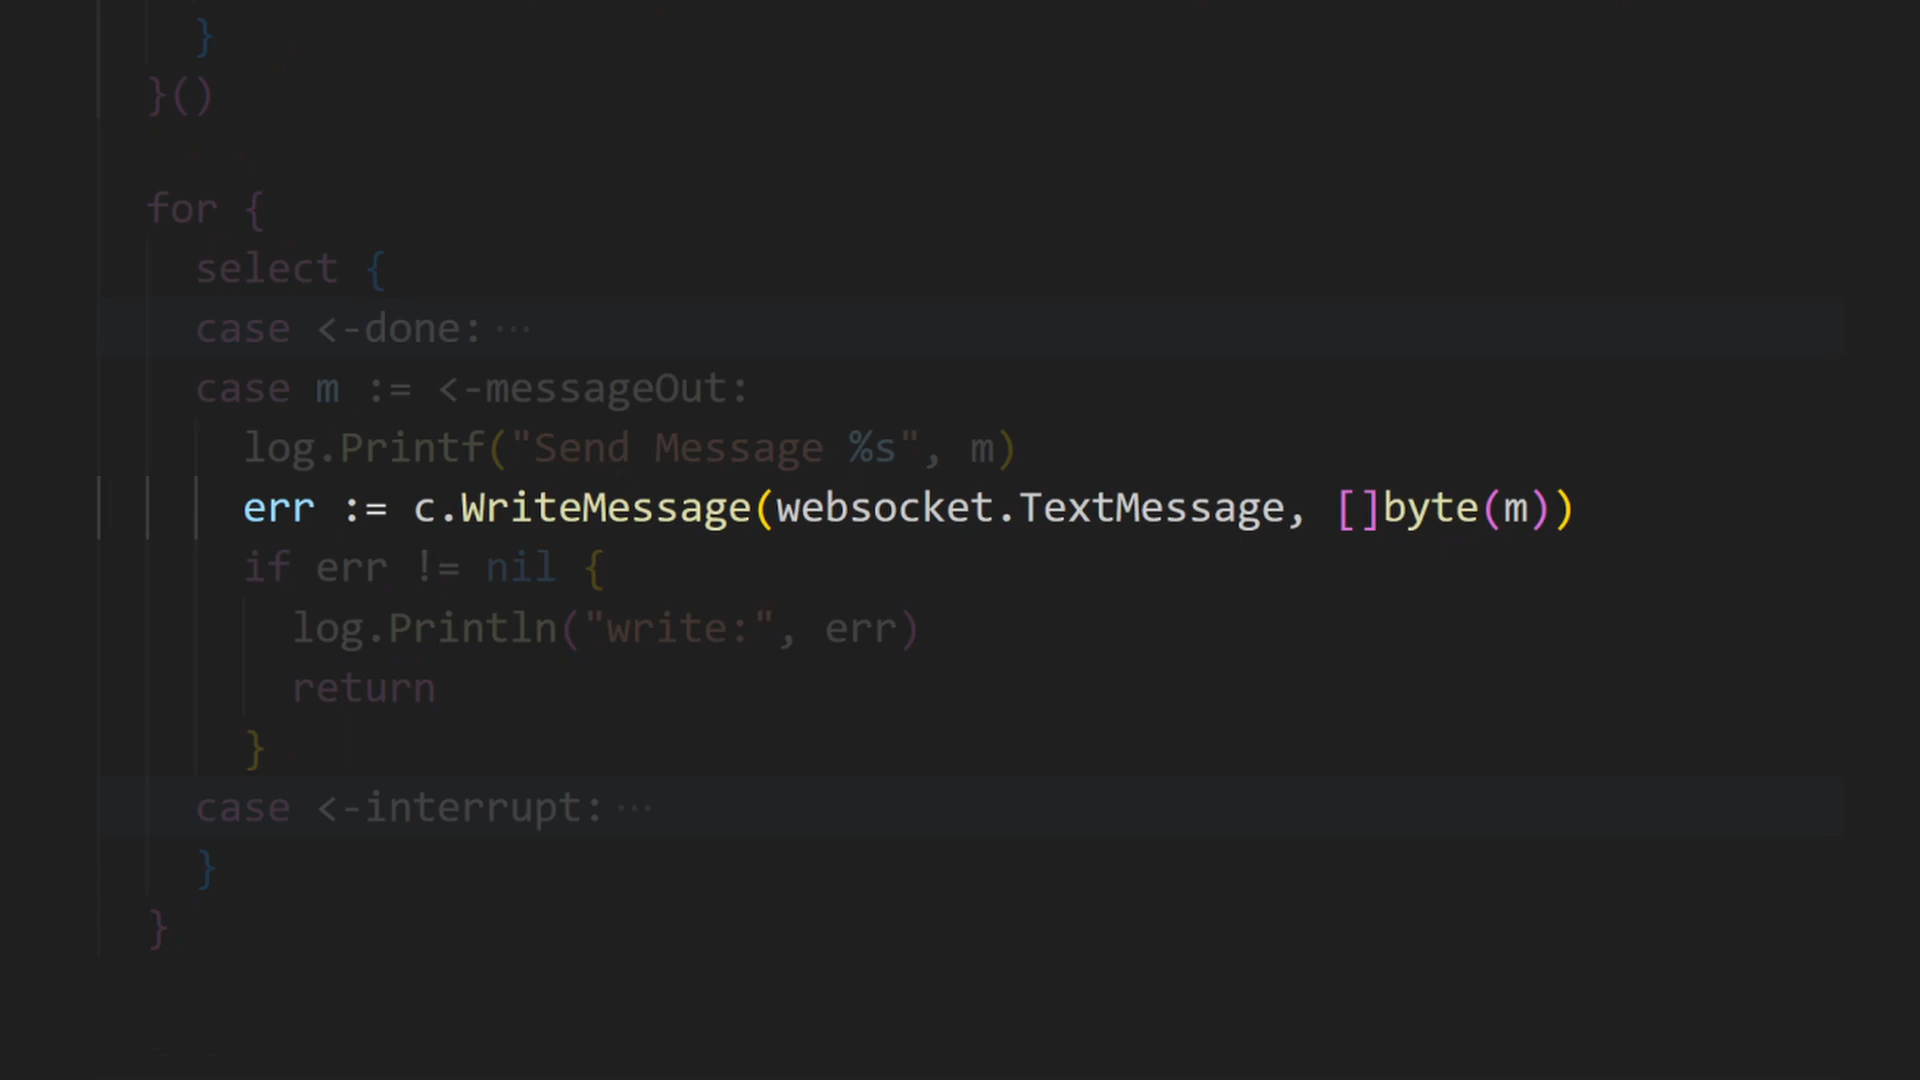 }
}()
for {
select {
case <-done:···
case m := <-messageOut:
log.Printf("Send Message %s", m)
err := c.WriteMessage(websocket.TextMessage, []byte(m))
if err != nil {
log.Println("write:", err)
return
}
case <-interrupt:···
}
}